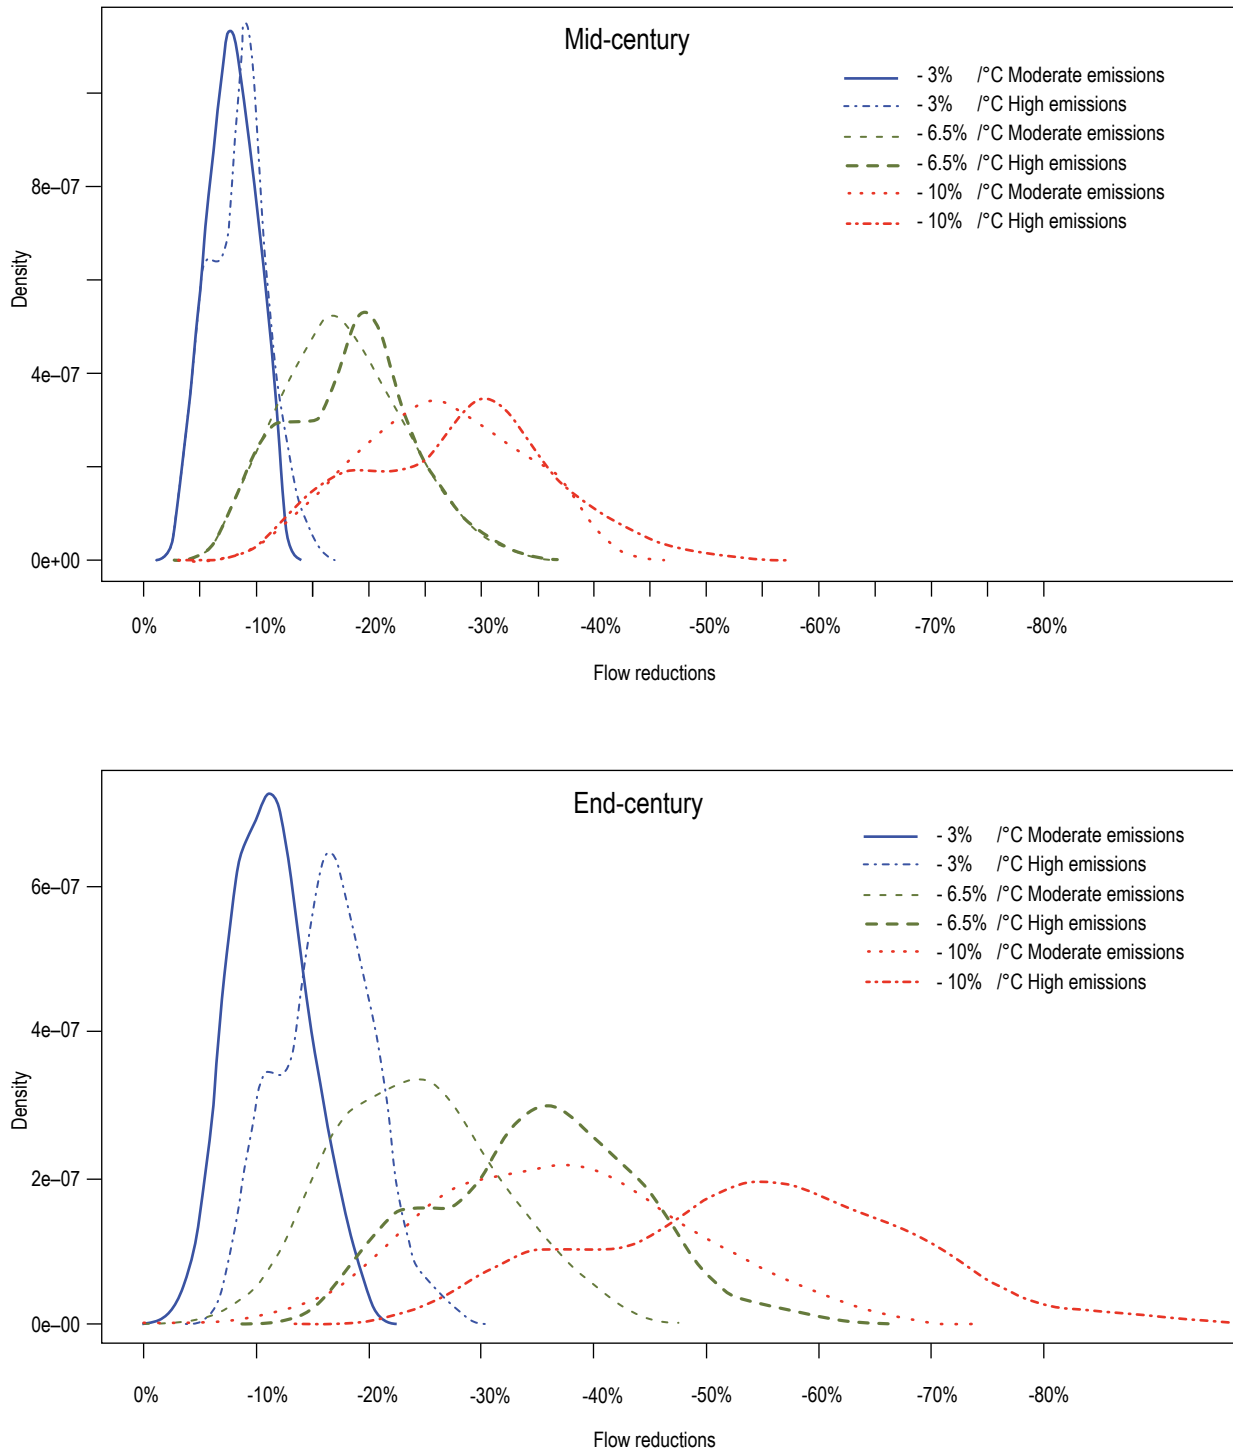 Mid-century
- 3% /°C Moderate emissions
- 3% /°C High emissions
- 6.5% /°C Moderate emissions
- 6.5% /°C High emissions
- 10% /°C Moderate emissions
- 10% /°C High emissions
Density
8e–07
4e–07
0e+00
0% -10% -20% -30% -40% -50% -60% -70% -80%
Flow reductions
End-century
- 3% /°C Moderate emissions
- 3% /°C High emissions
- 6.5% /°C Moderate emissions
- 6.5% /°C High emissions
- 10% /°C Moderate emissions
- 10% /°C High emissions
Density
6e–07
4e–07
2e–07
0e–00
0% -10% -20% -30% -40% -50% -60% -70% -80%
Flow reductions